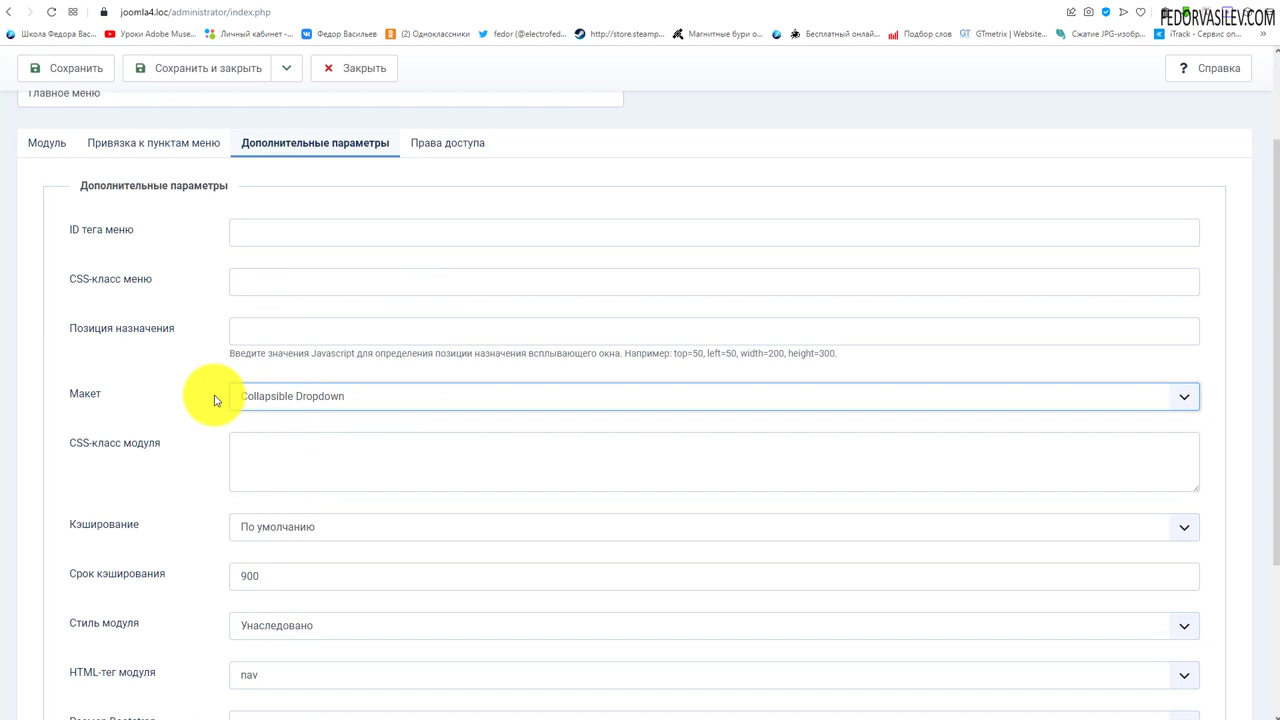 joomla4.loc/administrator/index.php
FEDORVASILEV.COM
Школа Федора Вас...
Уроки Adobe Muse...
Личный кабинет -...
Федор Васильев
(2) Одноклассники
fedor (@electrofed...
http://store.steamp...
Магнитные бури о...
Бесплатный онлай...
Подбор слов
GTmetrix | Website...
Сжатие JPG-изобр...
iTrack - Сервис оп...
»
Сохранить
Сохранить и закрыть
Закрыть
? Справка
Главное меню
Модуль
Привязка к пунктам меню
Дополнительные параметры
Права доступа
Дополнительные параметры
ID тега меню
CSS-класс меню
Позиция назначения
Введите значения Javascript для определения позиции назначения всплывающего окна. Например: top=50, left=50, width=200, height=300.
Макет
Collapsible Dropdown
CSS-класс модуля
Кэширование
По умолчанию
Срок кэширования
900
Стиль модуля
Унаследовано
HTML-тег модуля
nav
Размер Bootstrap